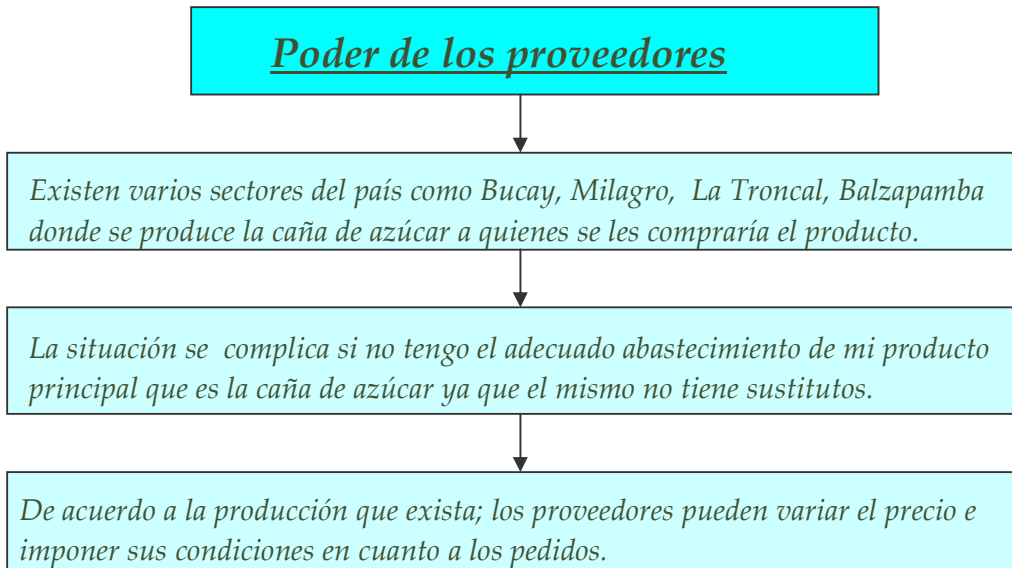 Poder de los proveedores
Existen varios sectores del país como Bucay, Milagro, La Troncal, Balzapamba
donde se produce la caña de azúcar a quienes se les compraría el producto.
La situación se complica si no tengo el adecuado abastecimiento de mi producto
principal que es la caña de azúcar ya que el mismo no tiene sustitutos.
De acuerdo a la producción que exista; los proveedores pueden variar el precio e
imponer sus condiciones en cuanto a los pedidos.